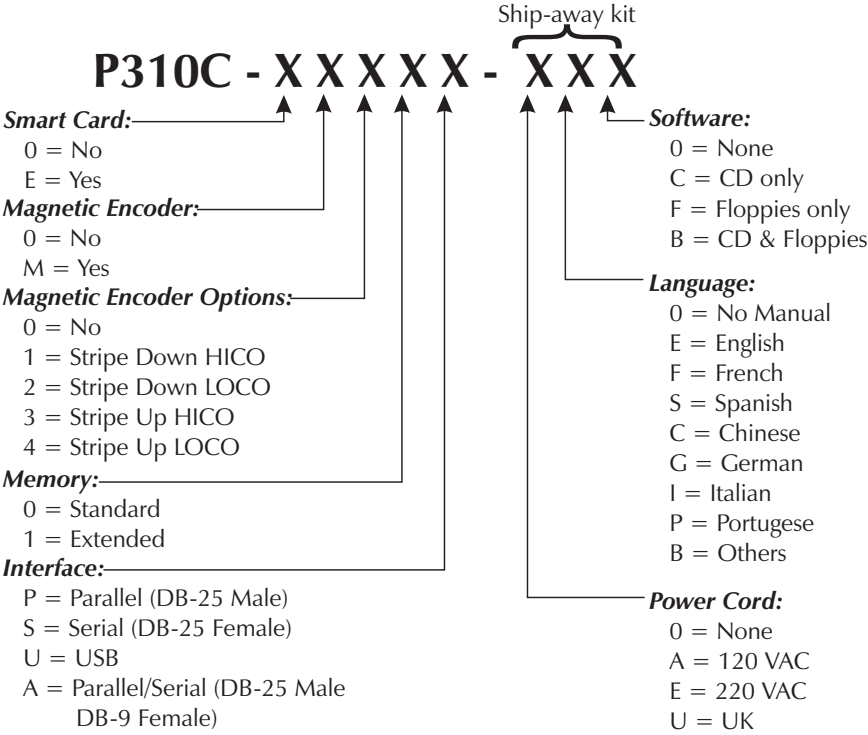 Ship-away kit
P310C - X X X X X - X X X
Smart Card:
0 = No
E = Yes
Magnetic Encoder:
0 = No
M = Yes
Magnetic Encoder Options:
0 = No
1 = Stripe Down HICO
2 = Stripe Down LOCO
3 = Stripe Up HICO
4 = Stripe Up LOCO
Memory:
0 = Standard
1 = Extended
Interface:
P = Parallel (DB-25 Male)
S = Serial (DB-25 Female)
U = USB
A = Parallel/Serial (DB-25 Male
DB-9 Female)
Software:
0 = None
C = CD only
F = Floppies only
B = CD & Floppies
Language:
0 = No Manual
E = English
F = French
S = Spanish
C = Chinese
G = German
I = Italian
P = Portugese
B = Others
Power Cord:
0 = None
A = 120 VAC
E = 220 VAC
U = UK